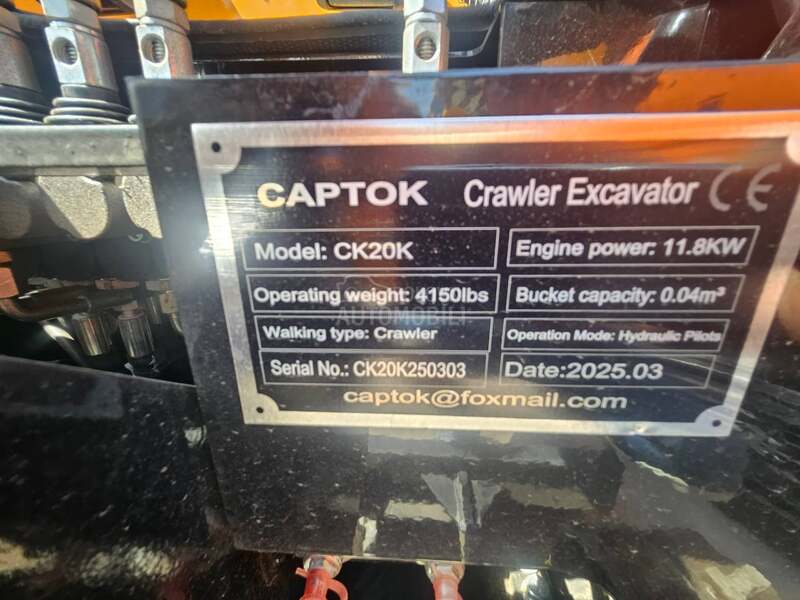 CAPTOK Crawler Excavator CE
Model: CK20K
Engine power: 11.8KW
Operating weight: 4150lbs
Bucket capacity: 0.04m³
Walking type: Crawler
Operation Mode: Hydraulic Pilots
Serial No.: CK20K250303
Date:2025.03
captok@foxmail.com
AUTOMOBILI